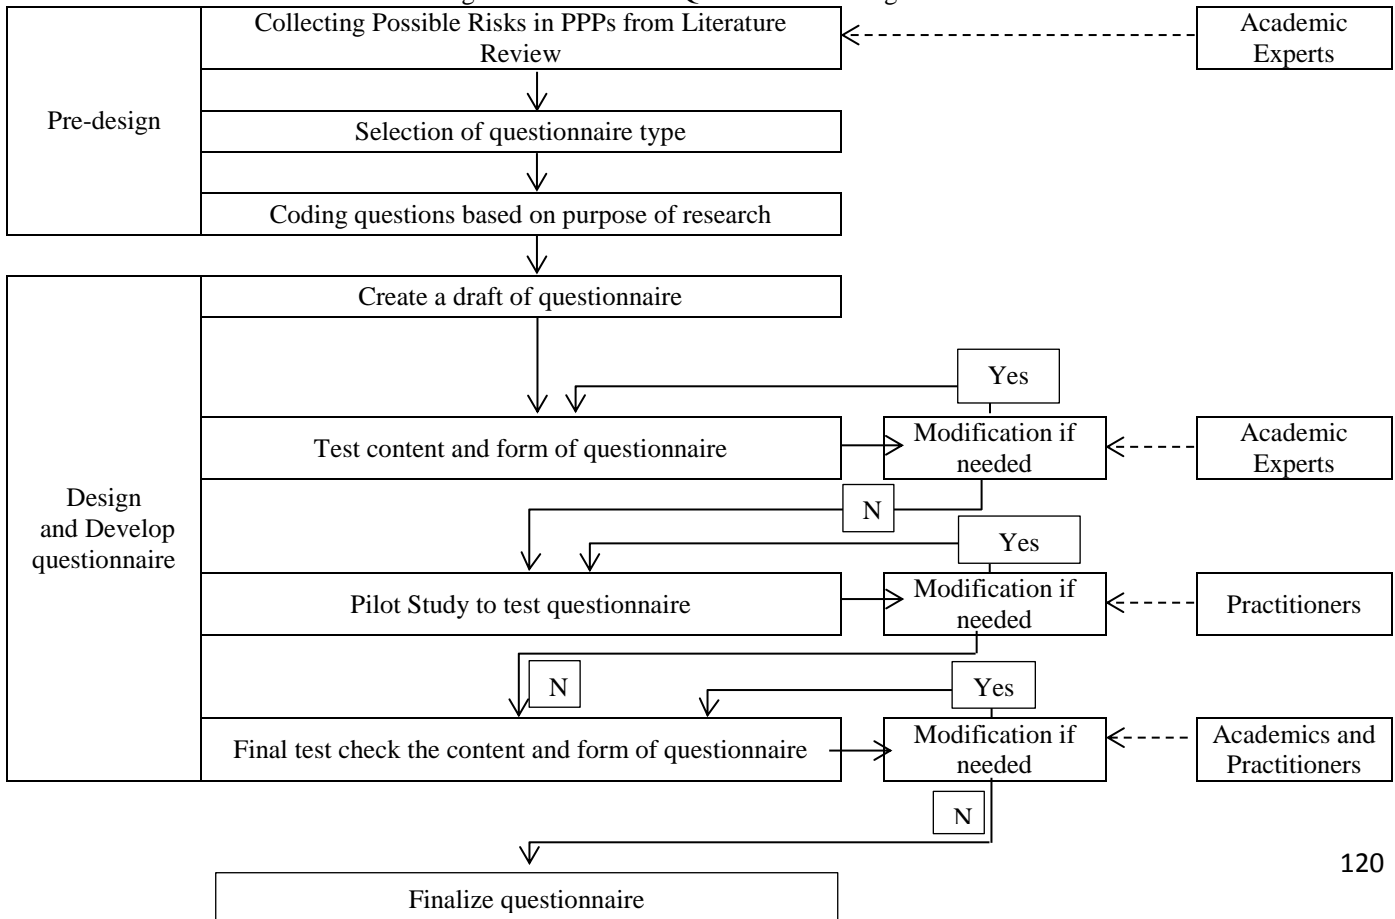 Collecting Possible Risks in PPPs from Literature
Review
Academic
Experts
Pre-design
Selection of questionnaire type
Coding questions based on purpose of research
Create a draft of questionnaire
Yes
Test content and form of questionnaire
Modification if
needed
Academic
Experts
Design
and Develop
questionnaire
N
Yes
Pilot Study to test questionnaire
Modification if
needed
Practitioners
N
Yes
Final test check the content and form of questionnaire
Modification if
needed
Academics and
Practitioners
N
120
Finalize questionnaire